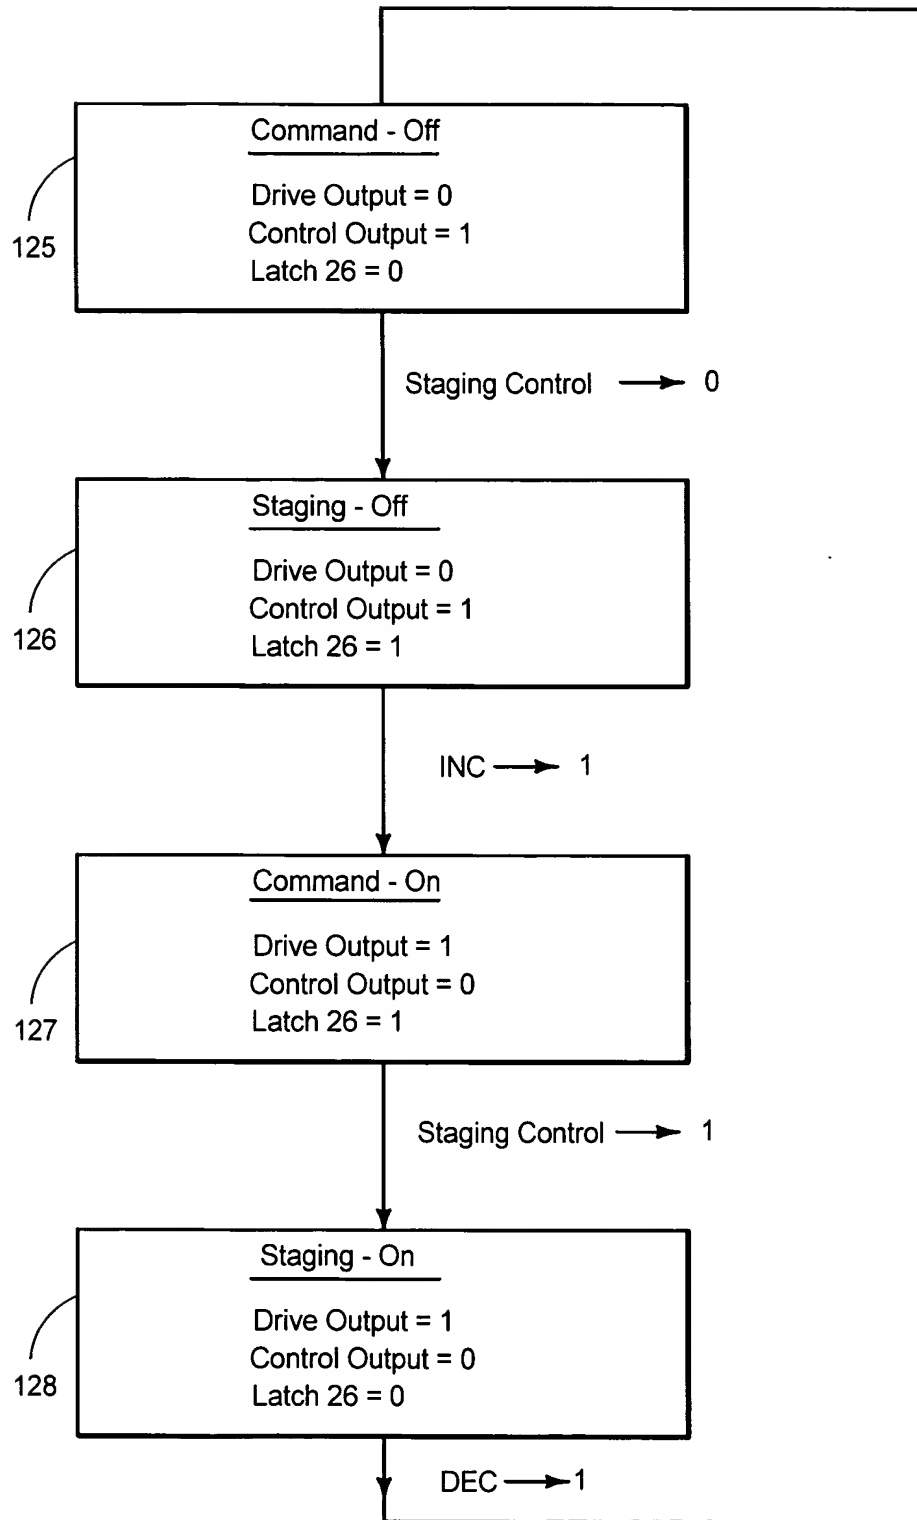 Command - Off
Drive Output = 0
Control Output = 1
Latch 26 = 0
125
Staging Control → 0
Staging - Off
Drive Output = 0
Control Output = 1
Latch 26 = 1
126
INC → 1
Command - On
Drive Output = 1
Control Output = 0
Latch 26 = 1
127
Staging Control → 1
Staging - On
Drive Output = 1
Control Output = 0
Latch 26 = 0
128
DEC → 1